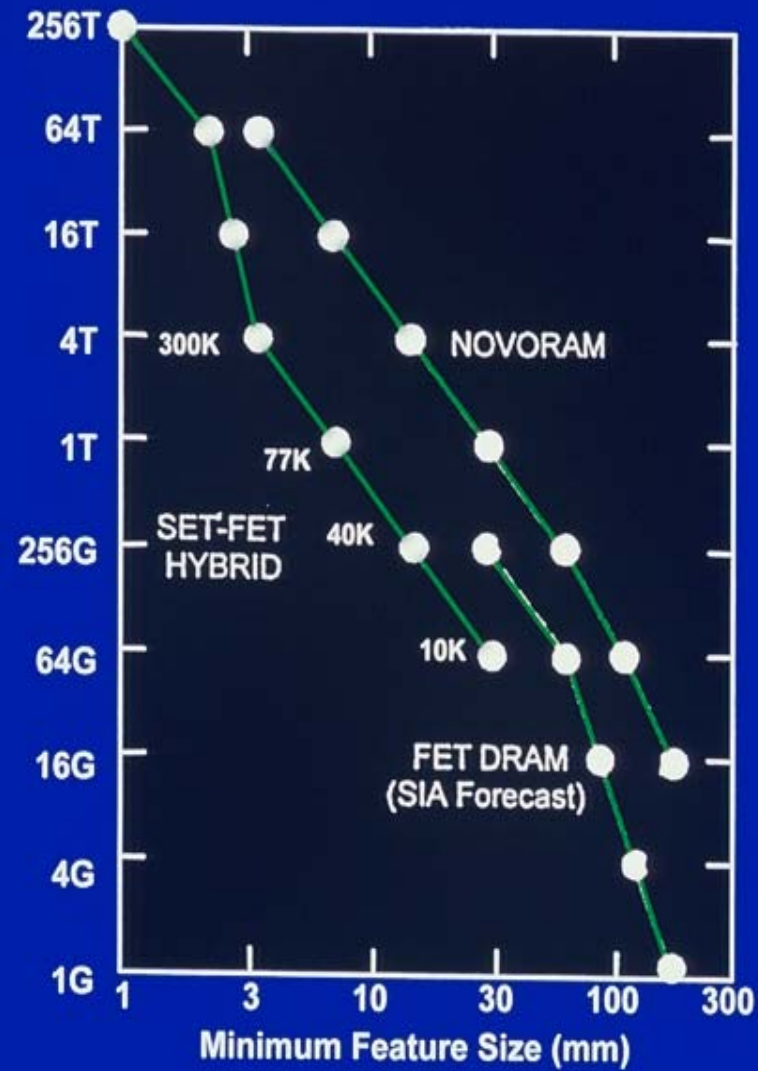 256T
64T
16T
4T
1T
256G
64G
16G
4G
1G
300K
77K
40K
10K
NOVORAM
SET-FET
HYBRID
FET DRAM
(SIA Forecast)
1 3 10 30 100 300
Minimum Feature Size (mm)